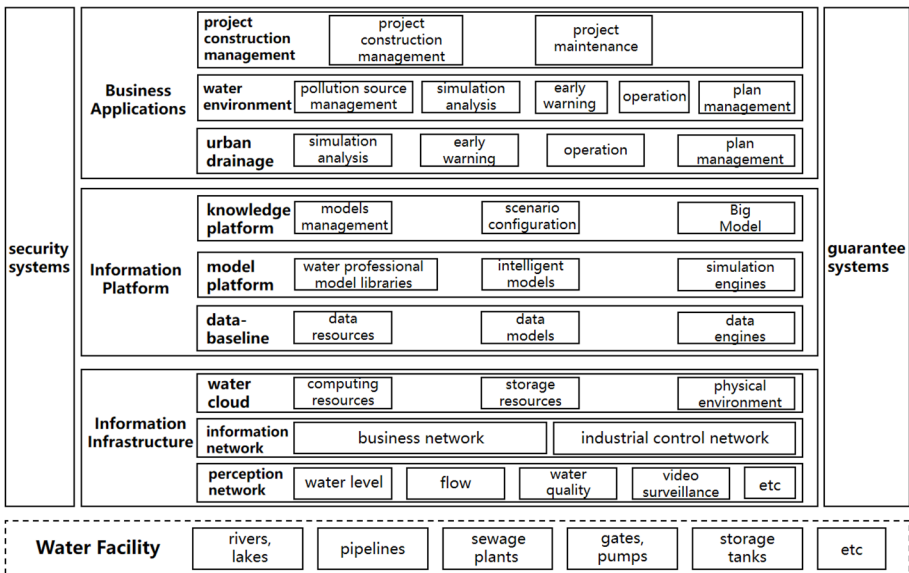 security
systems
guarantee
systems
Business
Applications
project
construction
management
project
construction
management
project
maintenance
water
environment
pollution source
management
simulation
analysis
early
warning
operation
plan
management
urban
drainage
simulation
analysis
early
warning
operation
plan
management
Information
Platform
knowledge
platform
models
management
scenario
configuration
Big
Model
model
platform
water professional
model libraries
intelligent
models
simulation
engines
data-
baseline
data
resources
data
models
data
engines
Information
Infrastructure
water
cloud
computing
resources
storage
resources
physical
environment
information
network
business network
industrial control network
perception
network
water level
flow
water
quality
video
surveillance
etc
Water Facility
rivers,
lakes
pipelines
sewage
plants
gates,
pumps
storage
tanks
etc